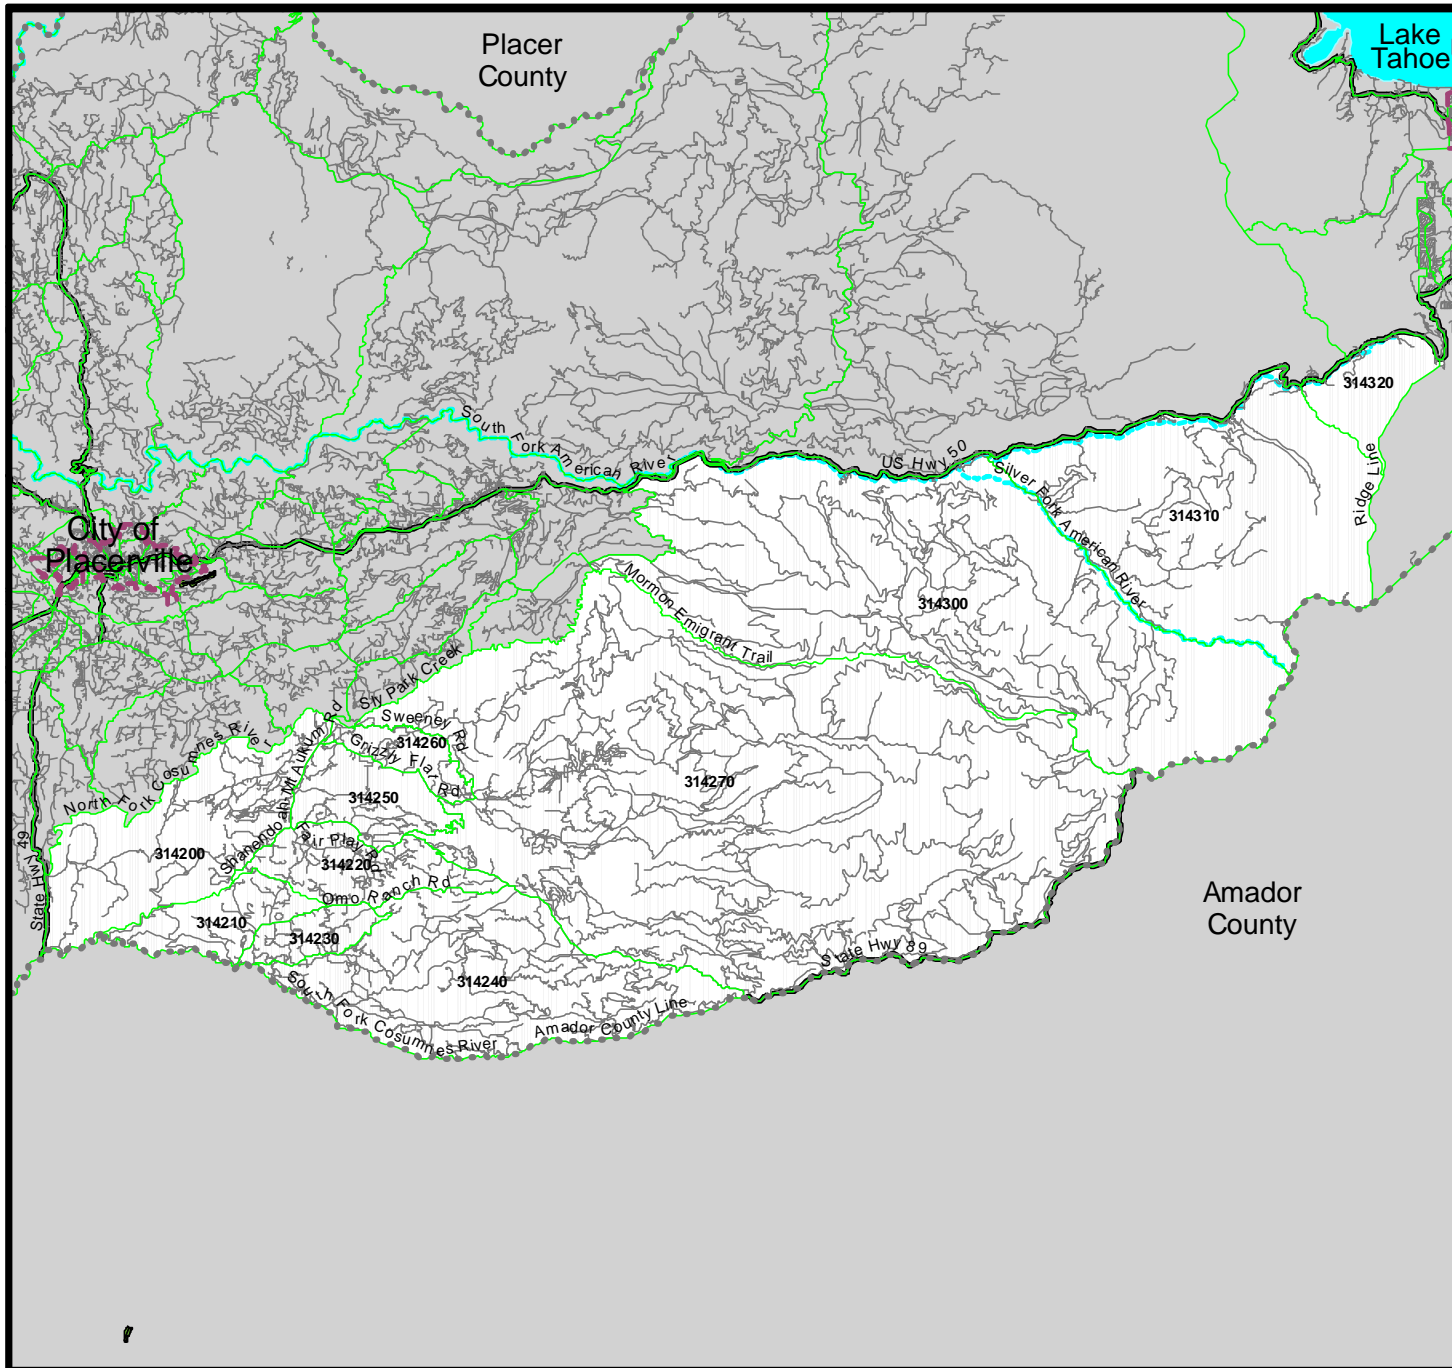 Placer
County
Lake
Tahoe
314320
South Fork American River
US Hwy 50
Silver Fork American River
Ridge Line
314310
City of
Placerville
Mormon Emigrant Trail
314300
Sly Park Creek
Sweeney Rd
314260
Grizzly Flat Rd
314270
314250
North Fork Cosumnes River
Shanendoah-Mt Aukum Rd
Fair Play Rd
314200
314220
State Hwy 49
Omo Ranch Rd
Amador
County
314210
314230
State Hwy 89
314240
South Fork Cosumnes River
Amador County Line